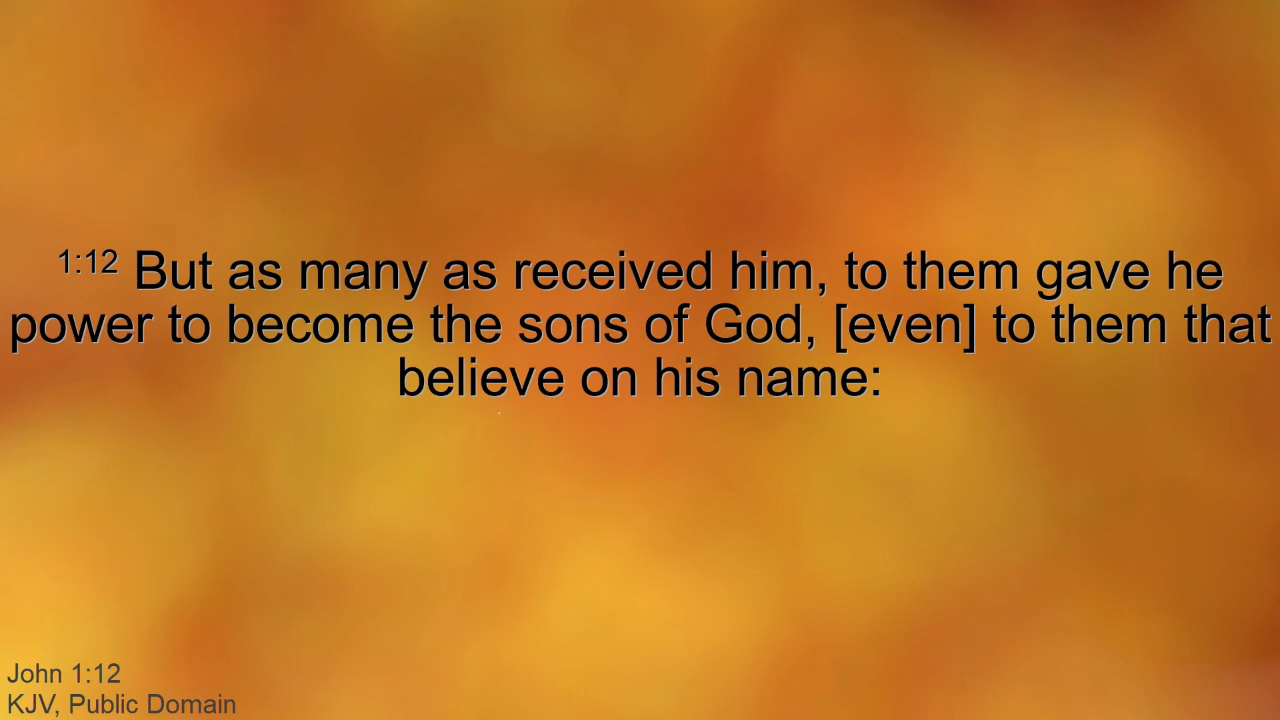 1:12 But as many as received him, to them gave he
power to become the sons of God, [even] to them that
believe on his name:
John 1:12
KJV, Public Domain